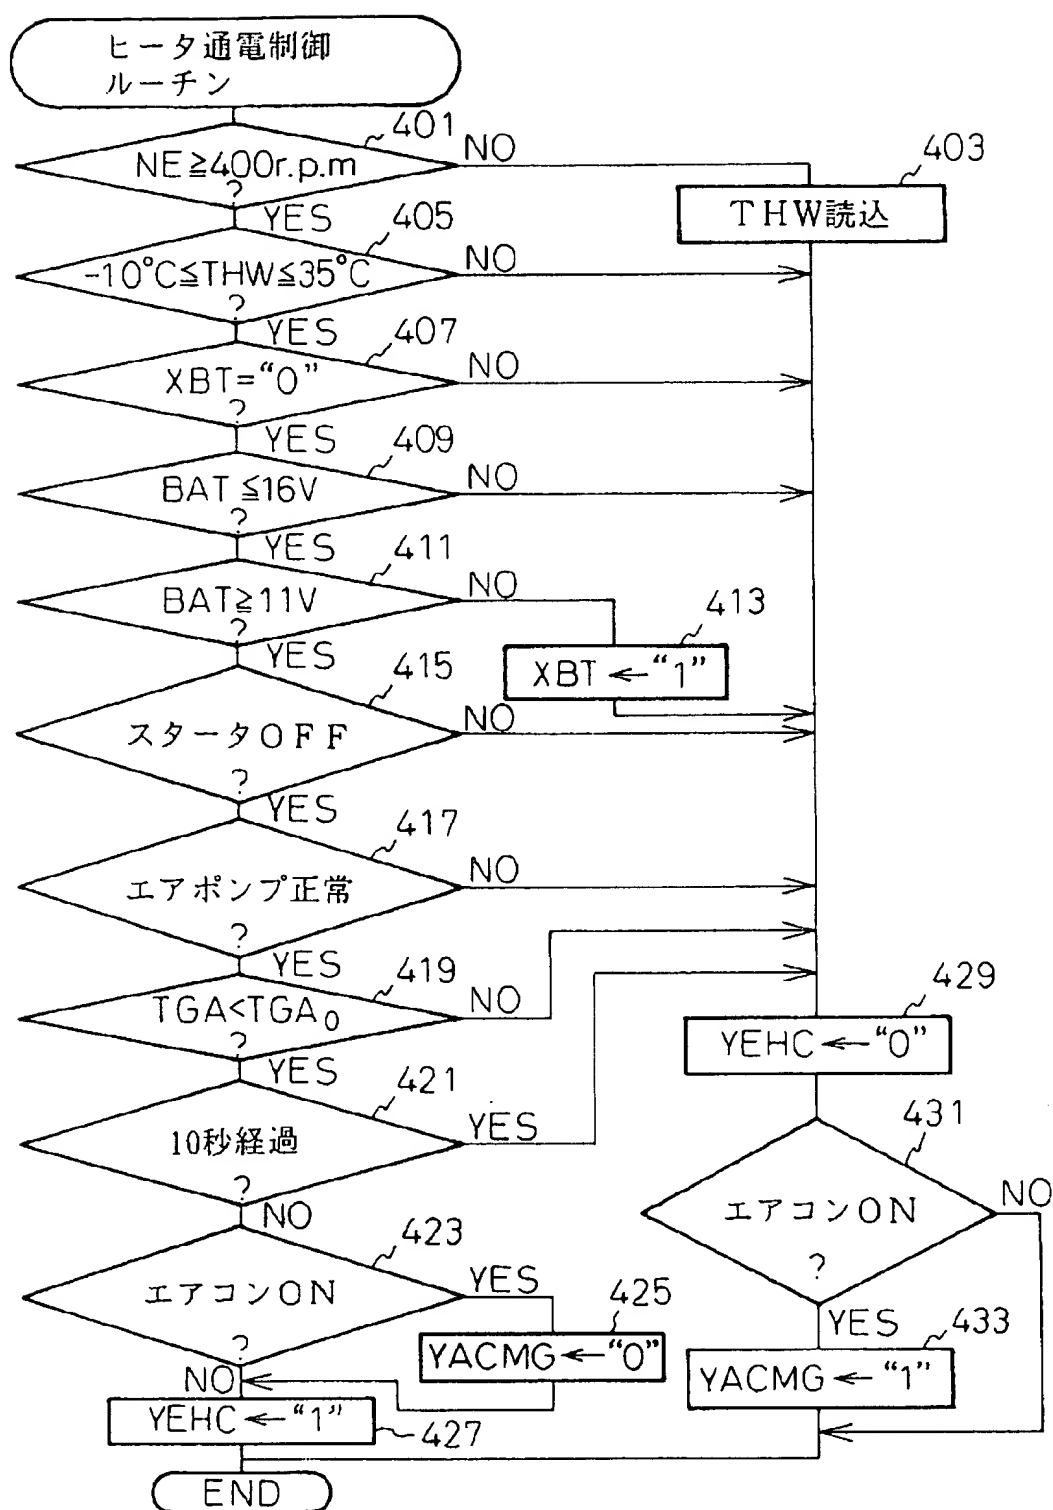 ヒータ通電制御
ルーチン
401
NE≧400r.p.m
?
NO
403
THW読込
YES
405
-10°C≦THW≦35°C
?
NO
YES
407
XBT=“0”
?
NO
YES
409
BAT≦16V
?
NO
YES
411
BAT≧11V
?
NO
413
XBT←“1”
YES
415
スタータOFF
?
NO
YES
417
エアポンプ正常
?
NO
YES
419
TGA<TGA₀
?
NO
429
YEHC←“0”
YES
421
10秒経過
?
YES
431
エアコンON
?
NO
NO
423
エアコンON
?
YES
425
YACMG←“0”
YES
433
YACMG←“1”
NO
YEHC←“1”
427
END